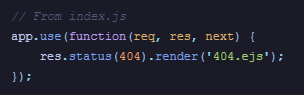 // From index.js
app.use(function(req, res, next) {
    res.status(404).render('404.ejs');
});